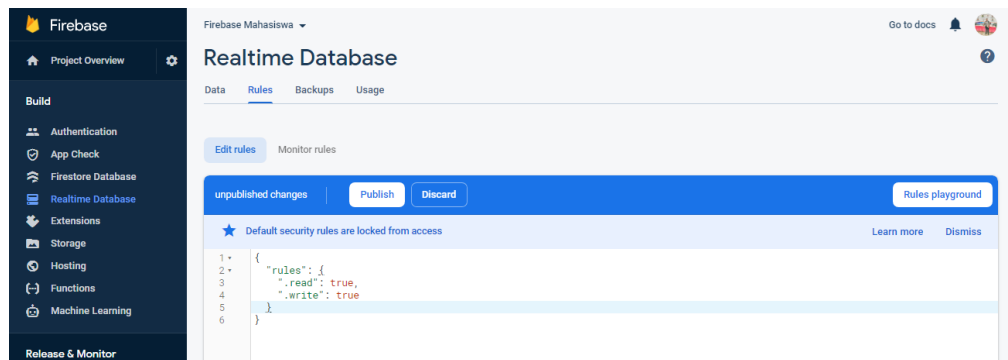 Firebase
Firebase Mahasiswa
Go to docs
Project Overview
Realtime Database
Data Rules Backups Usage
Build
Authentication
App Check
Firestore Database
Realtime Database
Extensions
Storage
Hosting
Functions
Machine Learning
Release & Monitor
Edit rules Monitor rules
unpublished changes Publish Discard Rules playground
Default security rules are locked from access Learn more Dismiss
1 {
2 "rules": {
3 ".read": true,
4 ".write": true
5 }
6 }